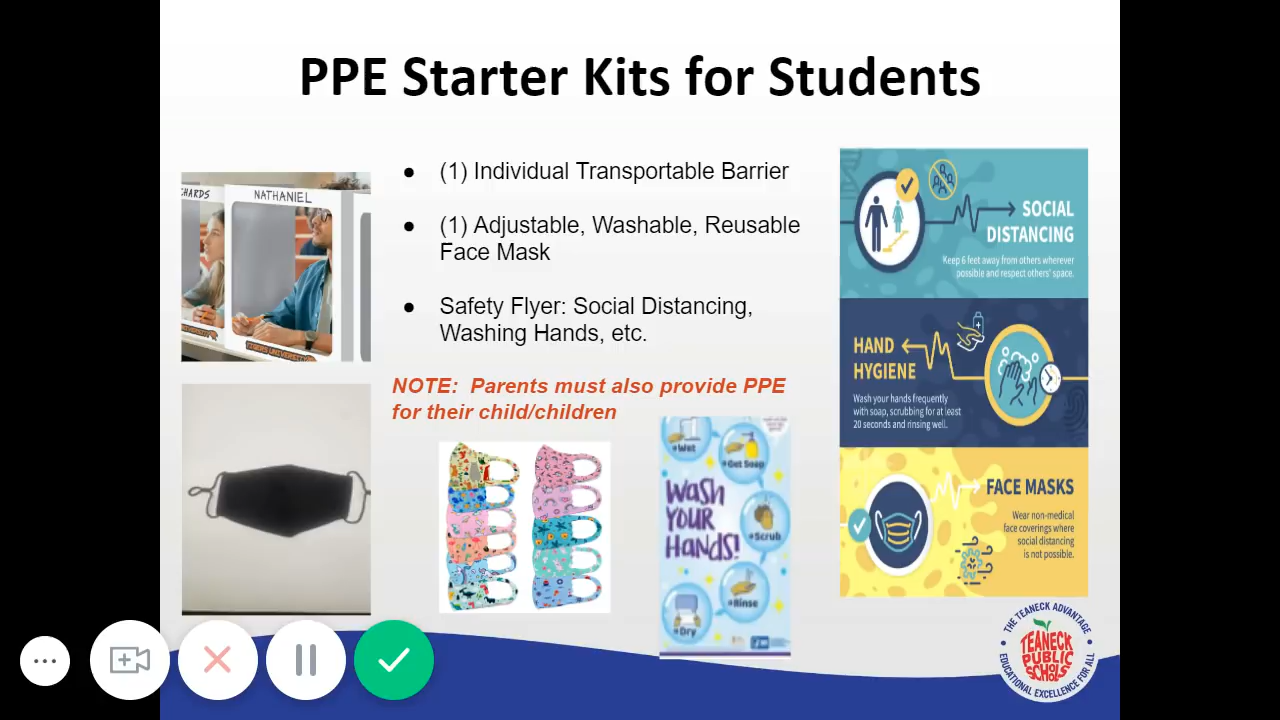 PPE Starter Kits for Students
● (1) Individual Transportable Barrier
● (1) Adjustable, Washable, Reusable
Face Mask
● Safety Flyer: Social Distancing,
Washing Hands, etc.
NOTE: Parents must also provide PPE
for their child/children
NATHANIEL
SOCIAL
DISTANCING
Keep 6 feet away from others wherever
possible and respect others' space.
HAND
HYGIENE
Wash your hands frequently
with soap, scrubbing for at least
20 seconds and rinsing well.
FACE MASKS
Wear non-medical
face coverings where
social distancing
is not possible.
Wet
Get Soap
WASH
YOUR
HANDS!
Scrub
Rinse
Dry
THE TEANECK ADVANTAGE
TEANECK
PUBLIC
SCHOOLS
EDUCATIONAL EXCELLENCE FOR ALL